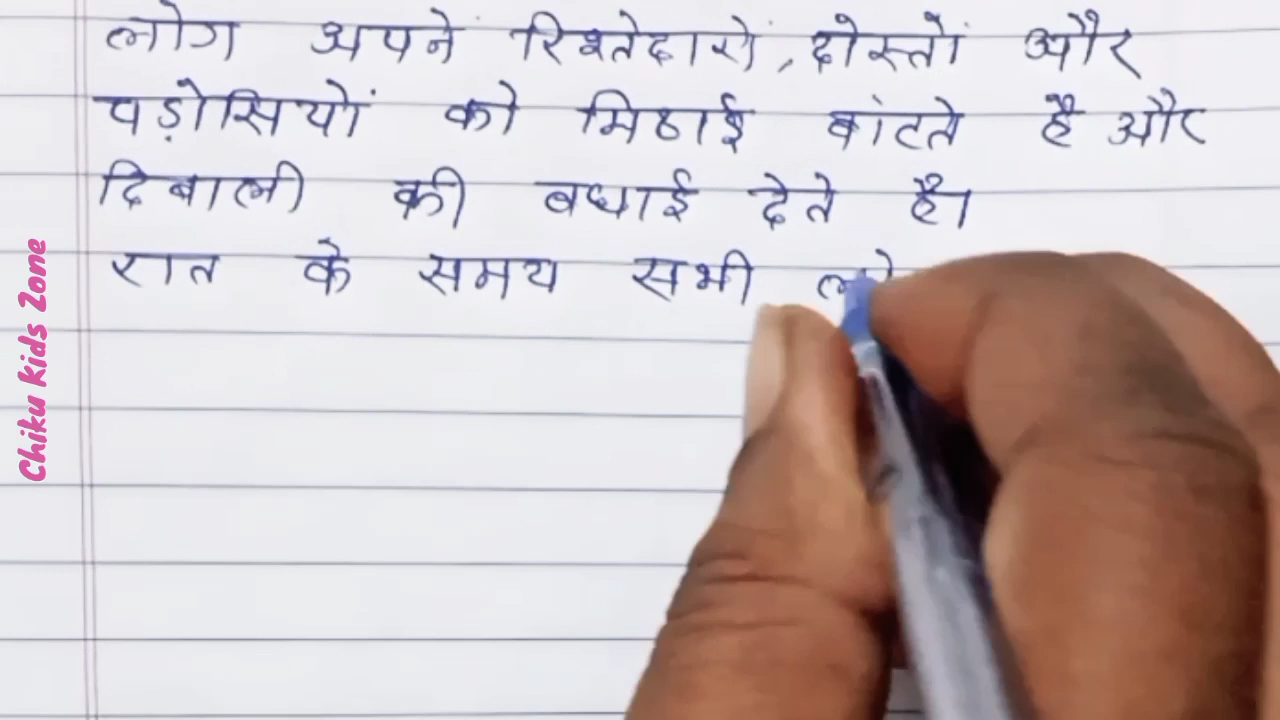 लोग अपने रिश्तेदारों, दोस्तों और
पड़ोसियों को मिठाई बांटते है और
दिबाली की बधाई देते है।
रात के समय सभी लो
Chiku Kids Zone